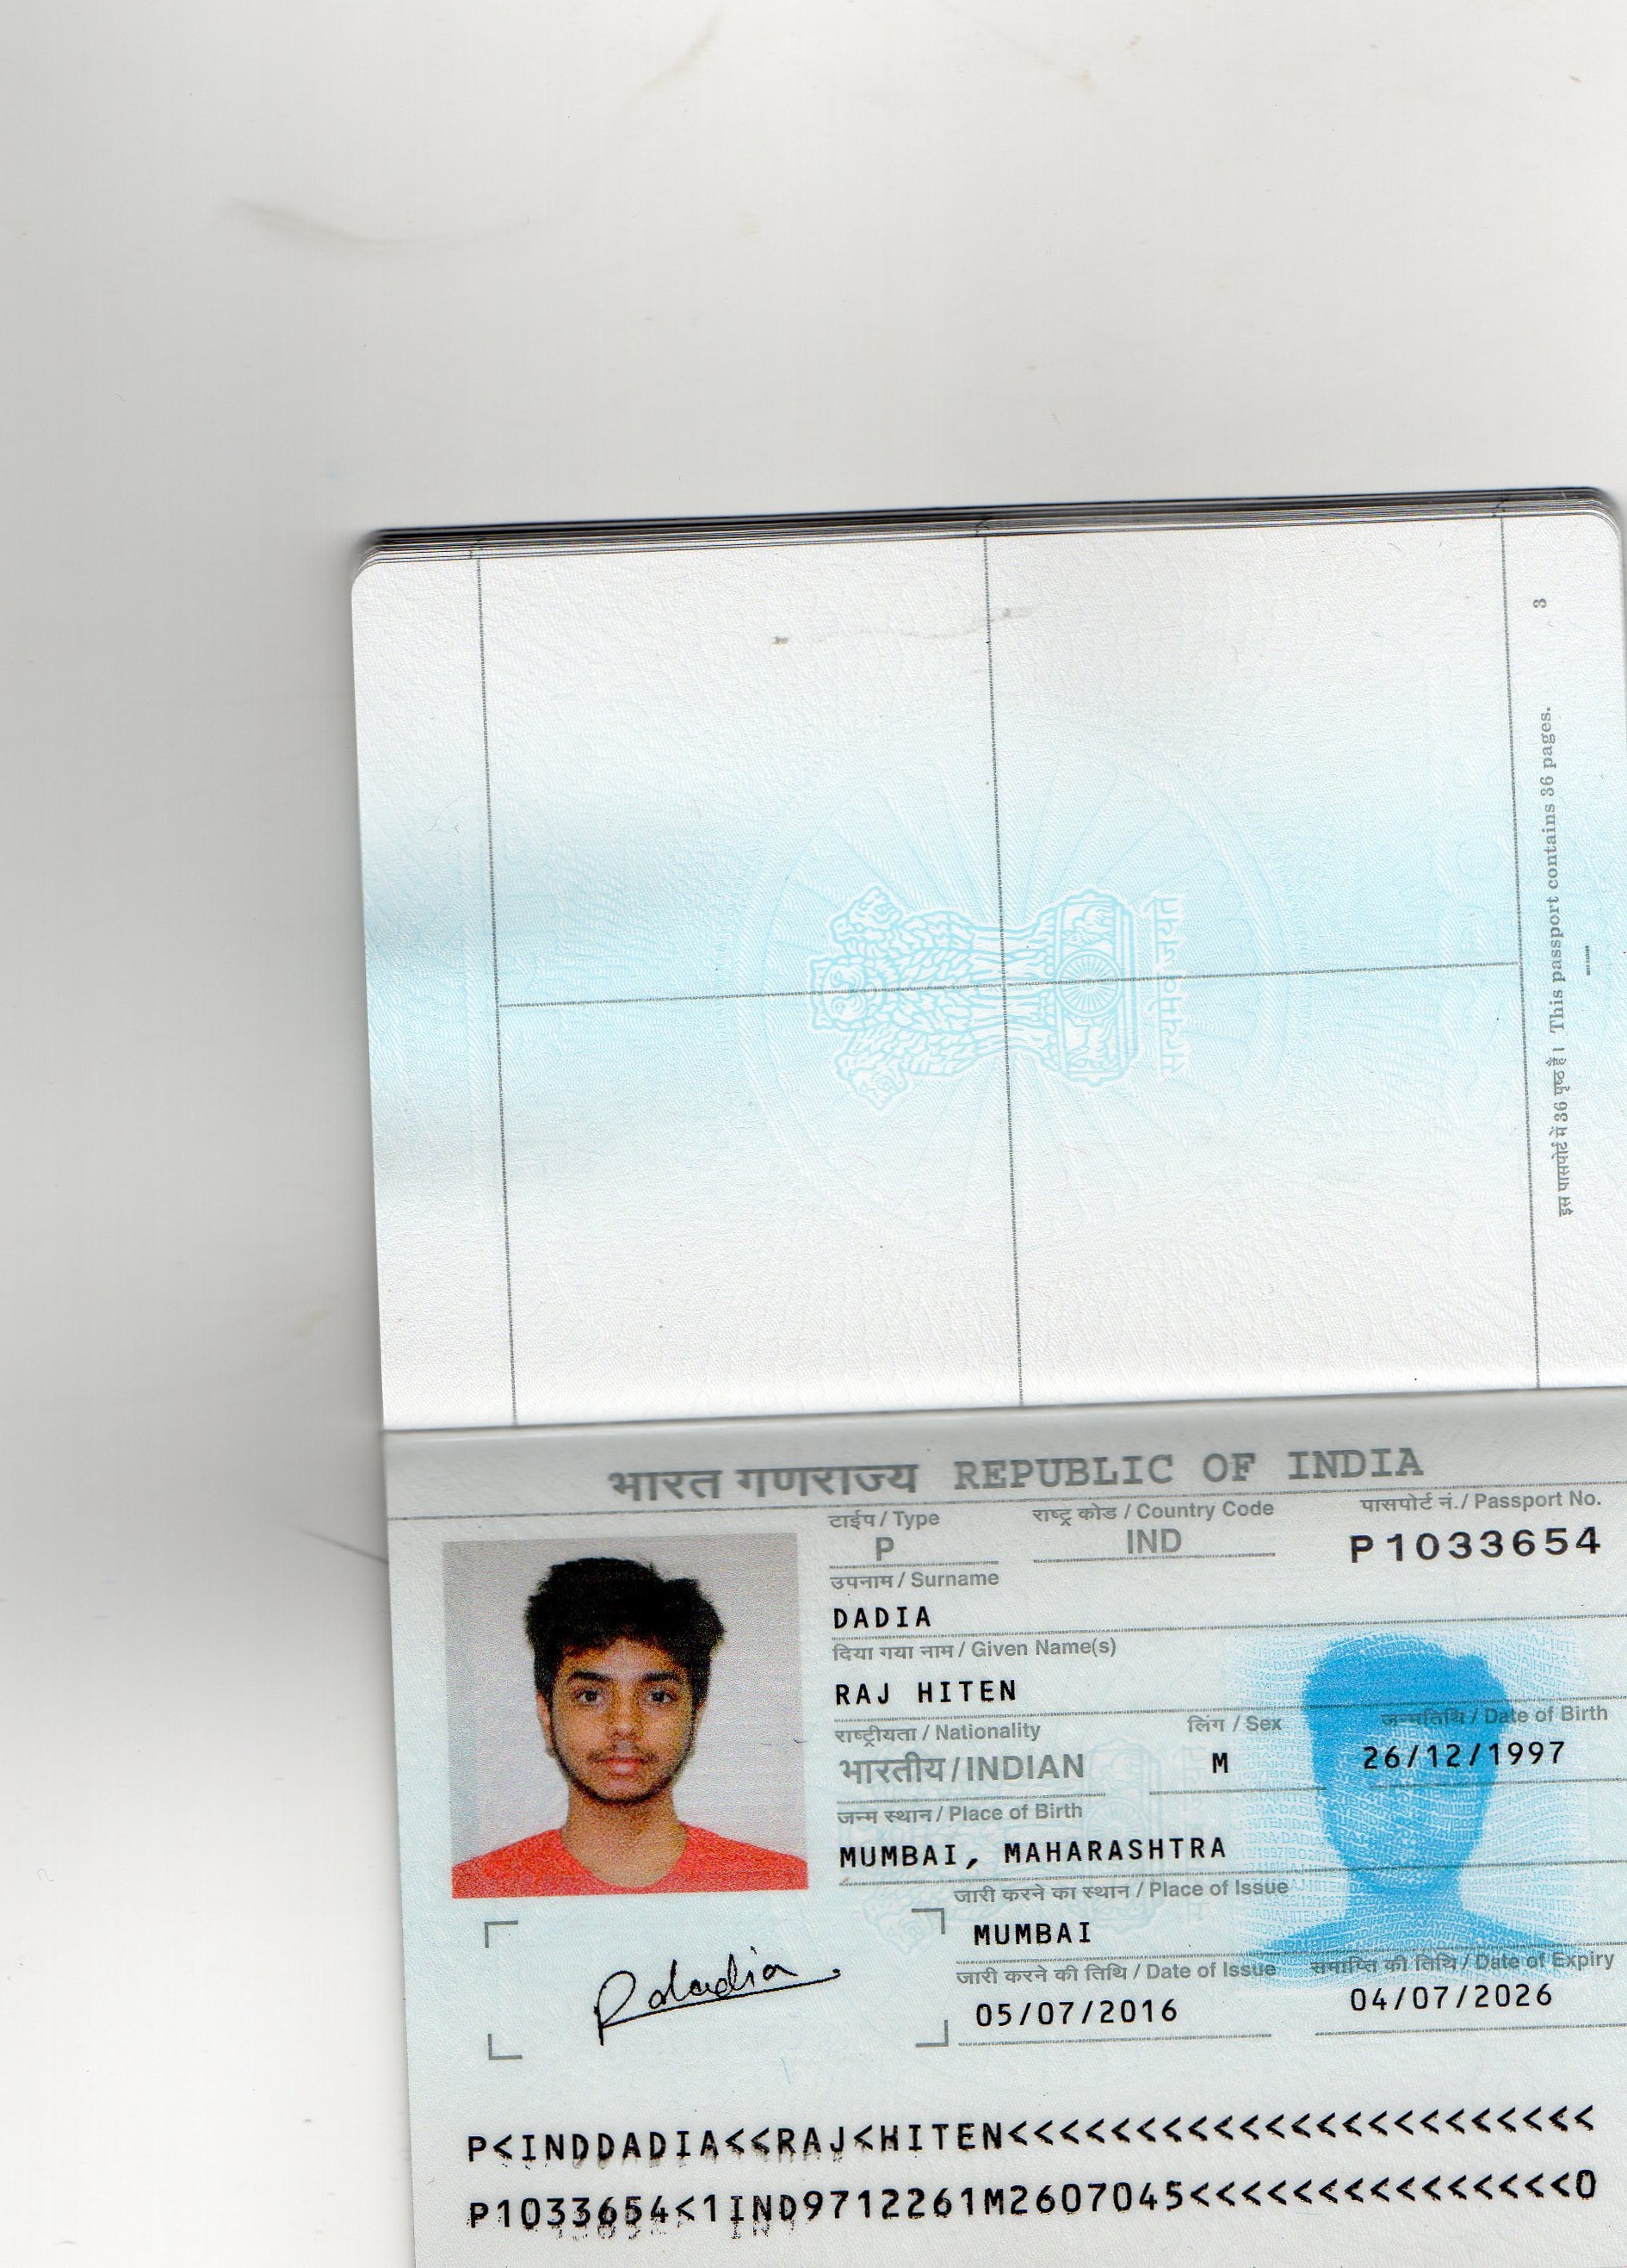 3
इस पासपोर्ट में 36 पृष्ठ है। This passport contains 36 pages.
सत्यमेव जयते
भारत गणराज्य REPUBLIC OF INDIA
टाईप / Type राष्ट्र कोड / Country Code पासपोर्ट नं. / Passport No.
P IND P1033654
उपनाम / Surname
DADIA
दिया गया नाम / Given Name(s)
RAJ HITEN
राष्ट्रीयता / Nationality लिंग / Sex जन्मतिथि / Date of Birth
भारतीय / INDIAN M 26/12/1997
जन्म स्थान / Place of Birth
MUMBAI, MAHARASHTRA
जारी करने का स्थान / Place of Issue
MUMBAI
जारी करने की तिथि / Date of Issue समाप्ति की तिथि / Date of Expiry
05/07/2016 04/07/2026
Rdadia
P<INDDADIA<<RAJ<HITEN<<<<<<<<<<<<<<<<<<<<<<<
P1033654<1IND9712261M2607045<<<<<<<<<<<<<<<0